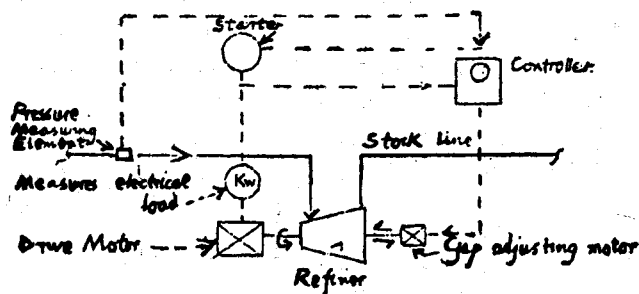 Starter
Controller
Pressure
Measuring
Element
Stock line
Measures electrical
load
KW
Drive Motor
Gap adjusting motor
Refiner